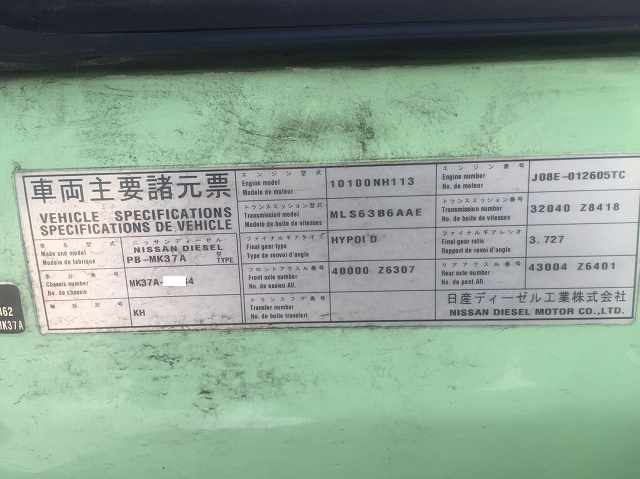 車両主要諸元票
VEHICLE SPECIFICATIONS
SPECIFICATIONS DE VEHICLE
車名・型式
Made and model
Modele de fabrique
ニッサンディーゼル
NISSAN DIESEL
PB-MK37A 型
TYPE
車台番号
Chassis number
No. de chassis
MK37A- 4
KH
エンジン型式
Engine model
Modele de moteur
10100NH113
トランスミッション型式
Transmission model
Modele de boite de vitesses
MLS63B6AAE
ファイナルギアタイプ
Final gear type
Type de renvoi d'angle
HYPOID
フロントアクスル番号
Front axle number
No. de essieu AV.
40000 Z6307
トランスファ番号
Transfer number
No. de boite transfert
エンジン番号
Engine number
No. de moteur
J08E-012605TC
トランスミッション番号
Transmission number
No. de boite de vitesses
32040 Z8418
ファイナルギアレシオ
Final gear ratio
Rapport de renvoi d'angle
3.727
リアアクスル番号
Rear axle number
No. de pont AR.
43004 Z6401
日産ディーゼル工業株式会社
NISSAN DIESEL MOTOR CO.,LTD.
462
MK37A